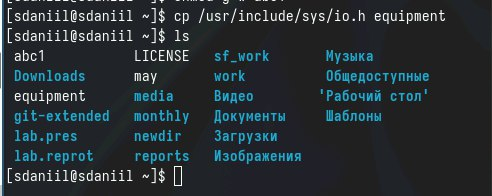 [sdaniil@sdaniil ~]$ cp /usr/include/sys/io.h equipment
[sdaniil@sdaniil ~]$ ls
abc1 LICENSE sf_work Музыка
Downloads may work Общедоступные
equipment media Видео 'Рабочий стол'
git-extended monthly Документы Шаблоны
lab.pres newdir Загрузки
lab.reprot reports Изображения
[sdaniil@sdaniil ~]$